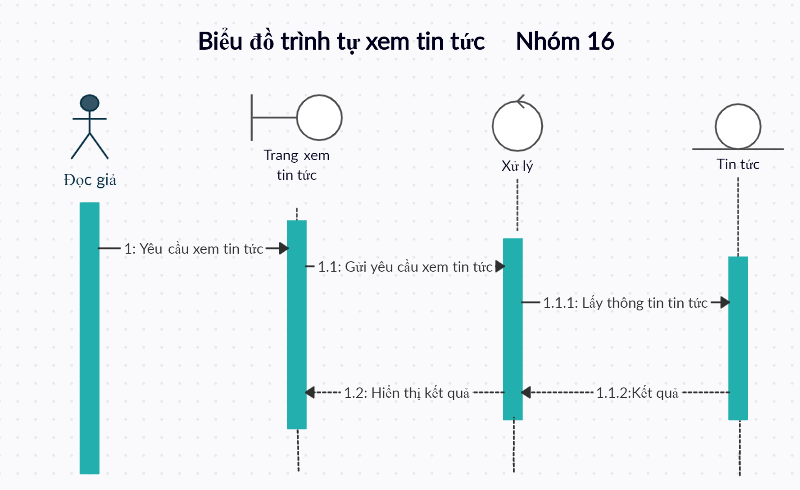 Biểu đồ trình tự xem tin tức Nhóm 16
Đọc giả
Trang xem
tin tức
Xử lý
Tin tức
1: Yêu cầu xem tin tức
1.1: Gửi yêu cầu xem tin tức
1.1.1: Lấy thông tin tin tức
1.2: Hiển thị kết quả
1.1.2:Kết quả